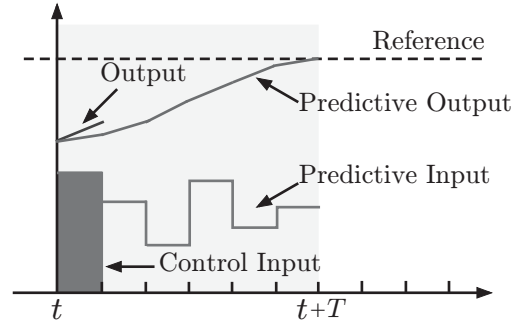 Reference
Output
Predictive Output
Predictive Input
Control Input
t
t+T